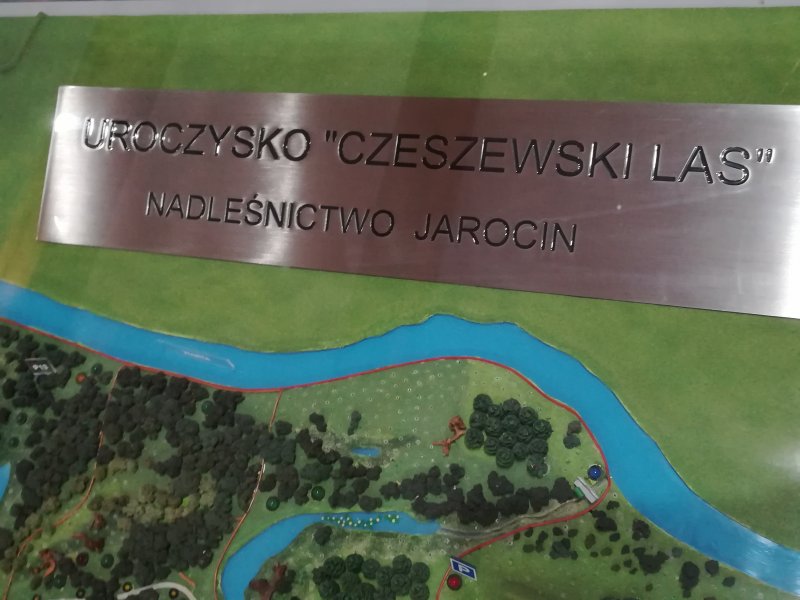 UROCZYSKO "CZESZEWSKI LAS"
NADLEŚNICTWO JAROCIN
P